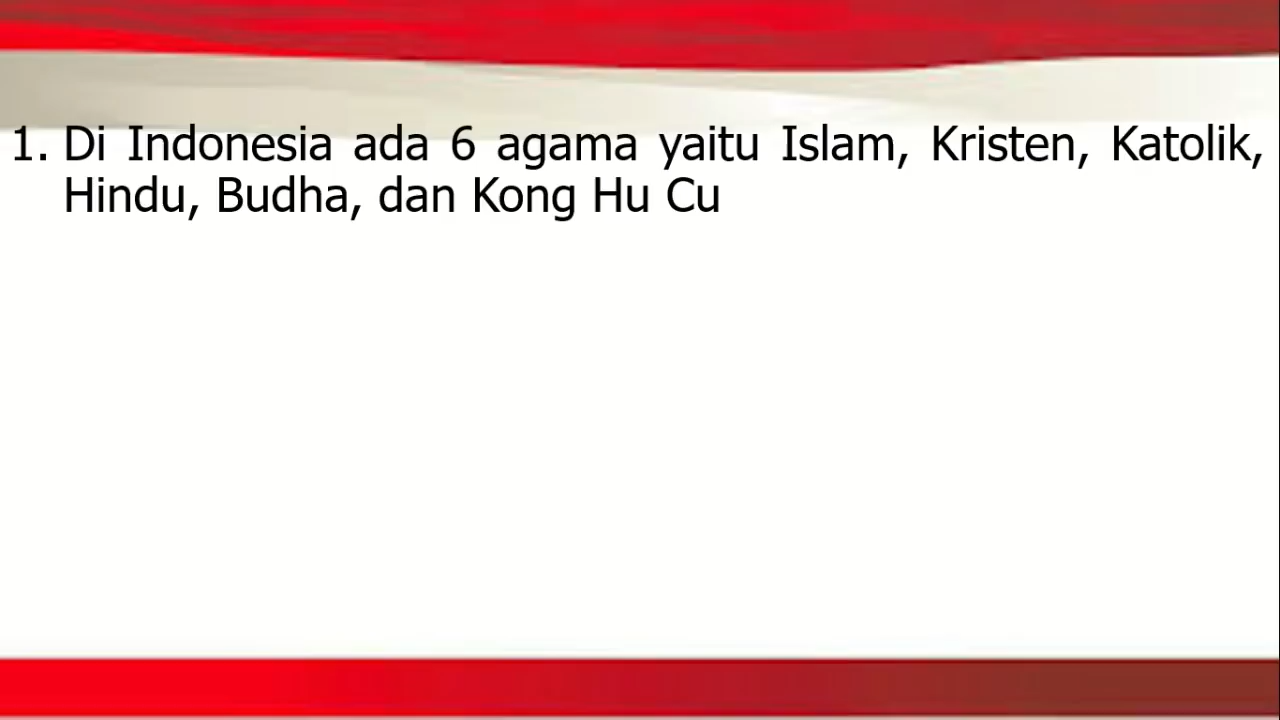 1. Di Indonesia ada 6 agama yaitu Islam, Kristen, Katolik,
Hindu, Budha, dan Kong Hu Cu